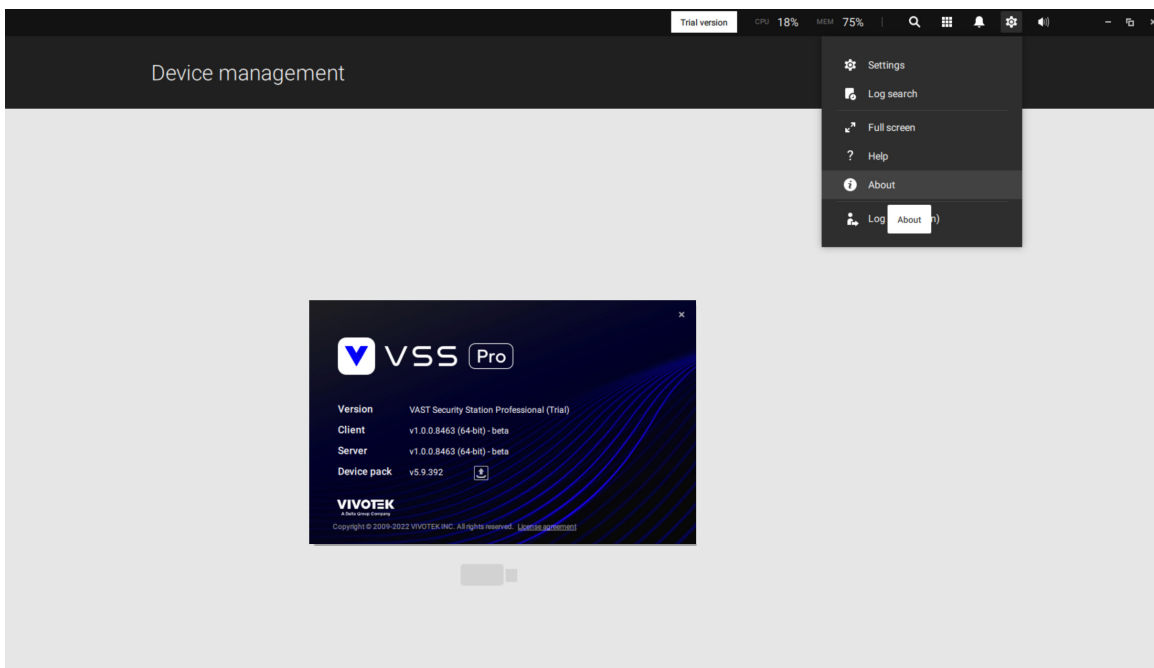 Trial version CPU 18% MEM 75%
Device management
Settings
Log search
Full screen
? Help
About
Log n)
About
VSS Pro
Version VAST Security Station Professional (Trial)
Client v1.0.0.8463 (64-bit) - beta
Server v1.0.0.8463 (64-bit) - beta
Device pack v5.9.392
VIVOTEK
A Delta Group Company
Copyright © 2009-2022 VIVOTEK INC. All rights reserved. License agreement